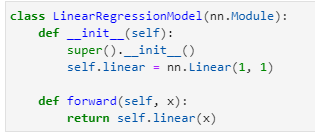 class LinearRegressionModel(nn.Module):
    def __init__(self):
        super().__init__()
        self.linear = nn.Linear(1, 1)

    def forward(self, x):
        return self.linear(x)